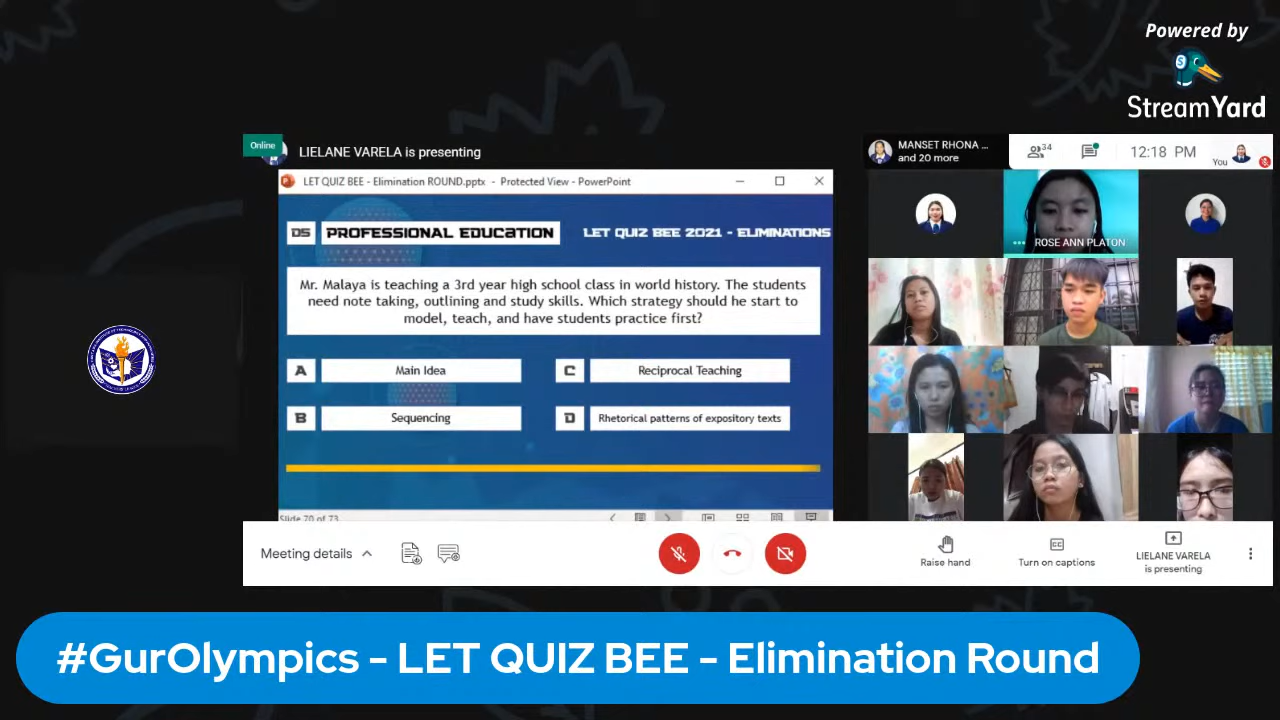 Powered by
StreamYard
Online
LIELANE VARELA is presenting
MANSET RHONA ...
and 20 more
34
12:18 PM
You
LET QUIZ BEE - Elimination ROUND.pptx - Protected View - PowerPoint
D5
PROFESSIONAL EDUCATION
LET QUIZ BEE 2021 - ELIMINATIONS
Mr. Malaya is teaching a 3rd year high school class in world history. The students
need note taking, outlining and study skills. Which strategy should he start to
model, teach, and have students practice first?
A
Main Idea
C
Reciprocal Teaching
B
Sequencing
D
Rhetorical patterns of expository texts
Slide 70 of 73
ROSE ANN PLATON
Meeting details
Raise hand
CC
Turn on captions
LIELANE VARELA
is presenting
#GurOlympics - LET QUIZ BEE - Elimination Round